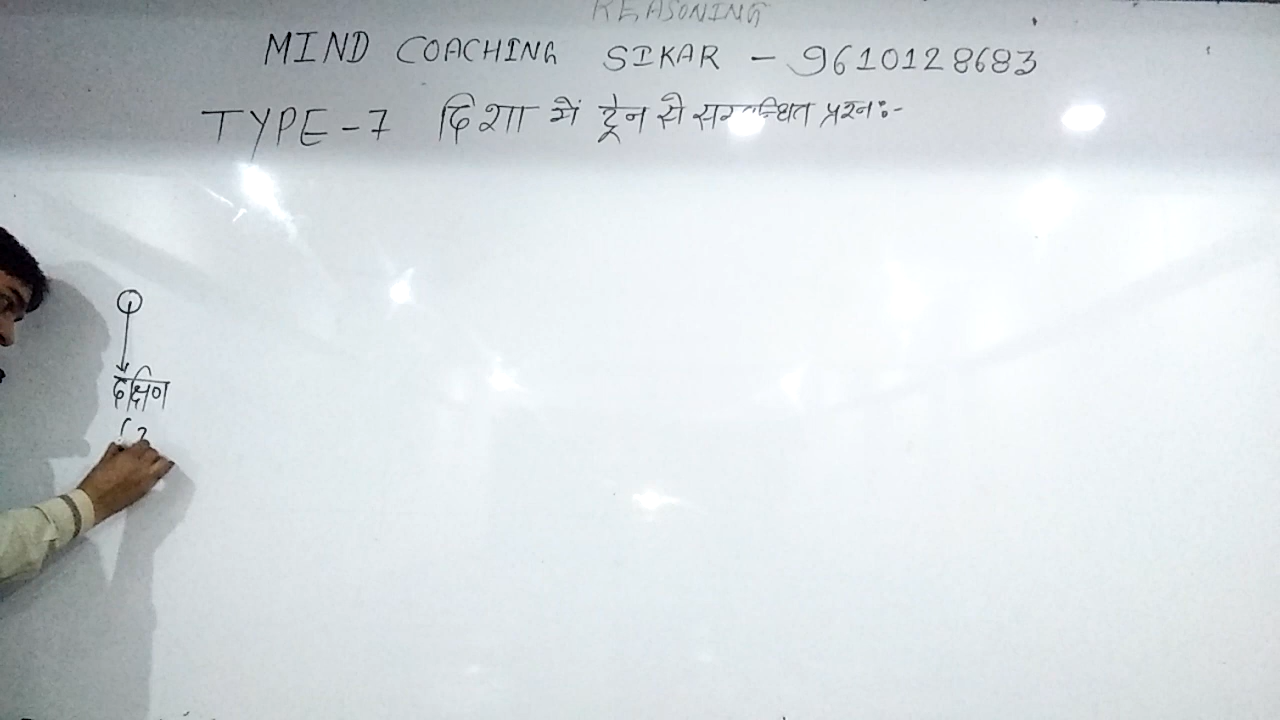 REASONING
MIND COACHING SIKAR - 9610128683
TYPE-7 दिशा में ट्रेन से सम्बन्धित प्रश्न:-
दक्षिण